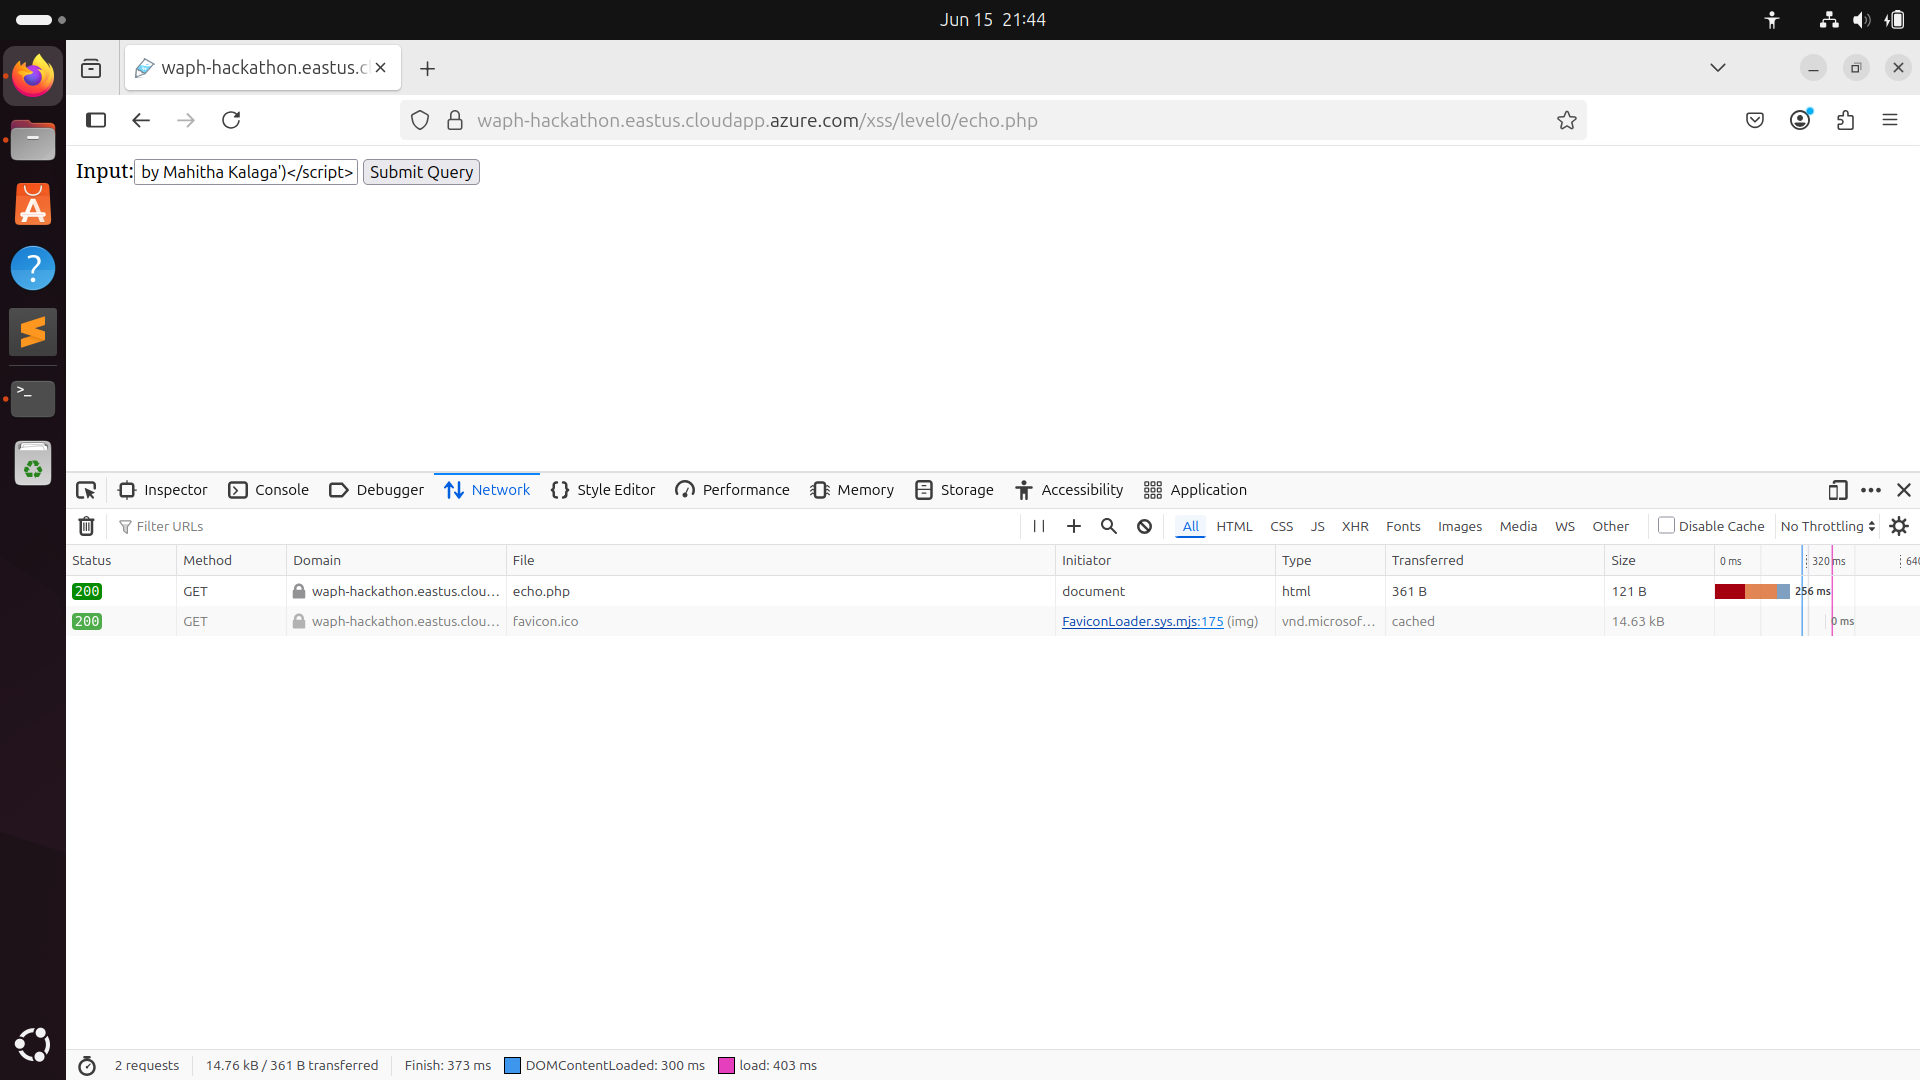 Jun 15 21:44
waph-hackathon.eastus.c
waph-hackathon.eastus.cloudapp.azure.com/xss/level0/echo.php
Input: by Mahitha Kalaga')</script> Submit Query
Inspector Console Debugger Network Style Editor Performance Memory Storage Accessibility Application
Filter URLs All HTML CSS JS XHR Fonts Images Media WS Other Disable Cache No Throttling
Status Method Domain File Initiator Type Transferred Size 0 ms 320 ms 640
200 GET waph-hackathon.eastus.clou… echo.php document html 361 B 121 B 256 ms
200 GET waph-hackathon.eastus.clou… favicon.ico FaviconLoader.sys.mjs:175 (img) vnd.microsof… cached 14.63 kB 0 ms
2 requests 14.76 kB / 361 B transferred Finish: 373 ms DOMContentLoaded: 300 ms load: 403 ms